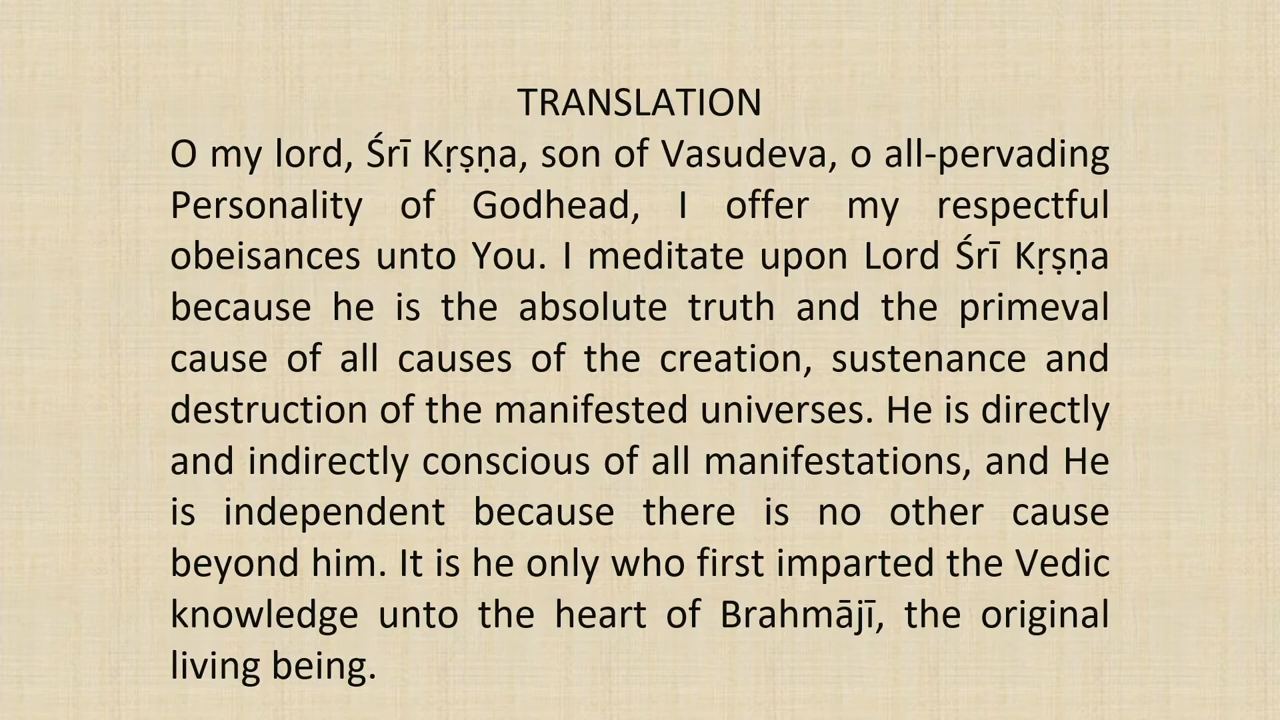 TRANSLATION
O my lord, Śrī Kṛṣṇa, son of Vasudeva, o all-pervading
Personality of Godhead, I offer my respectful
obeisances unto You. I meditate upon Lord Śrī Kṛṣṇa
because he is the absolute truth and the primeval
cause of all causes of the creation, sustenance and
destruction of the manifested universes. He is directly
and indirectly conscious of all manifestations, and He
is independent because there is no other cause
beyond him. It is he only who first imparted the Vedic
knowledge unto the heart of Brahmājī, the original
living being.